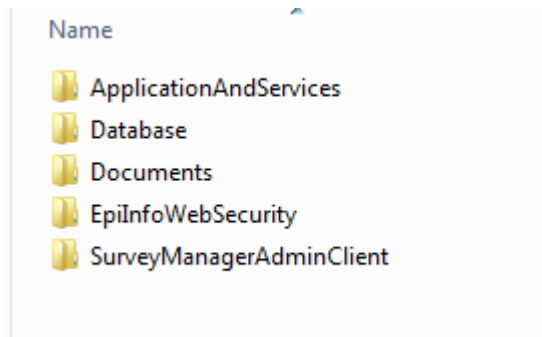 Name
ApplicationAndServices
Database
Documents
EpiInfoWebSecurity
SurveyManagerAdminClient